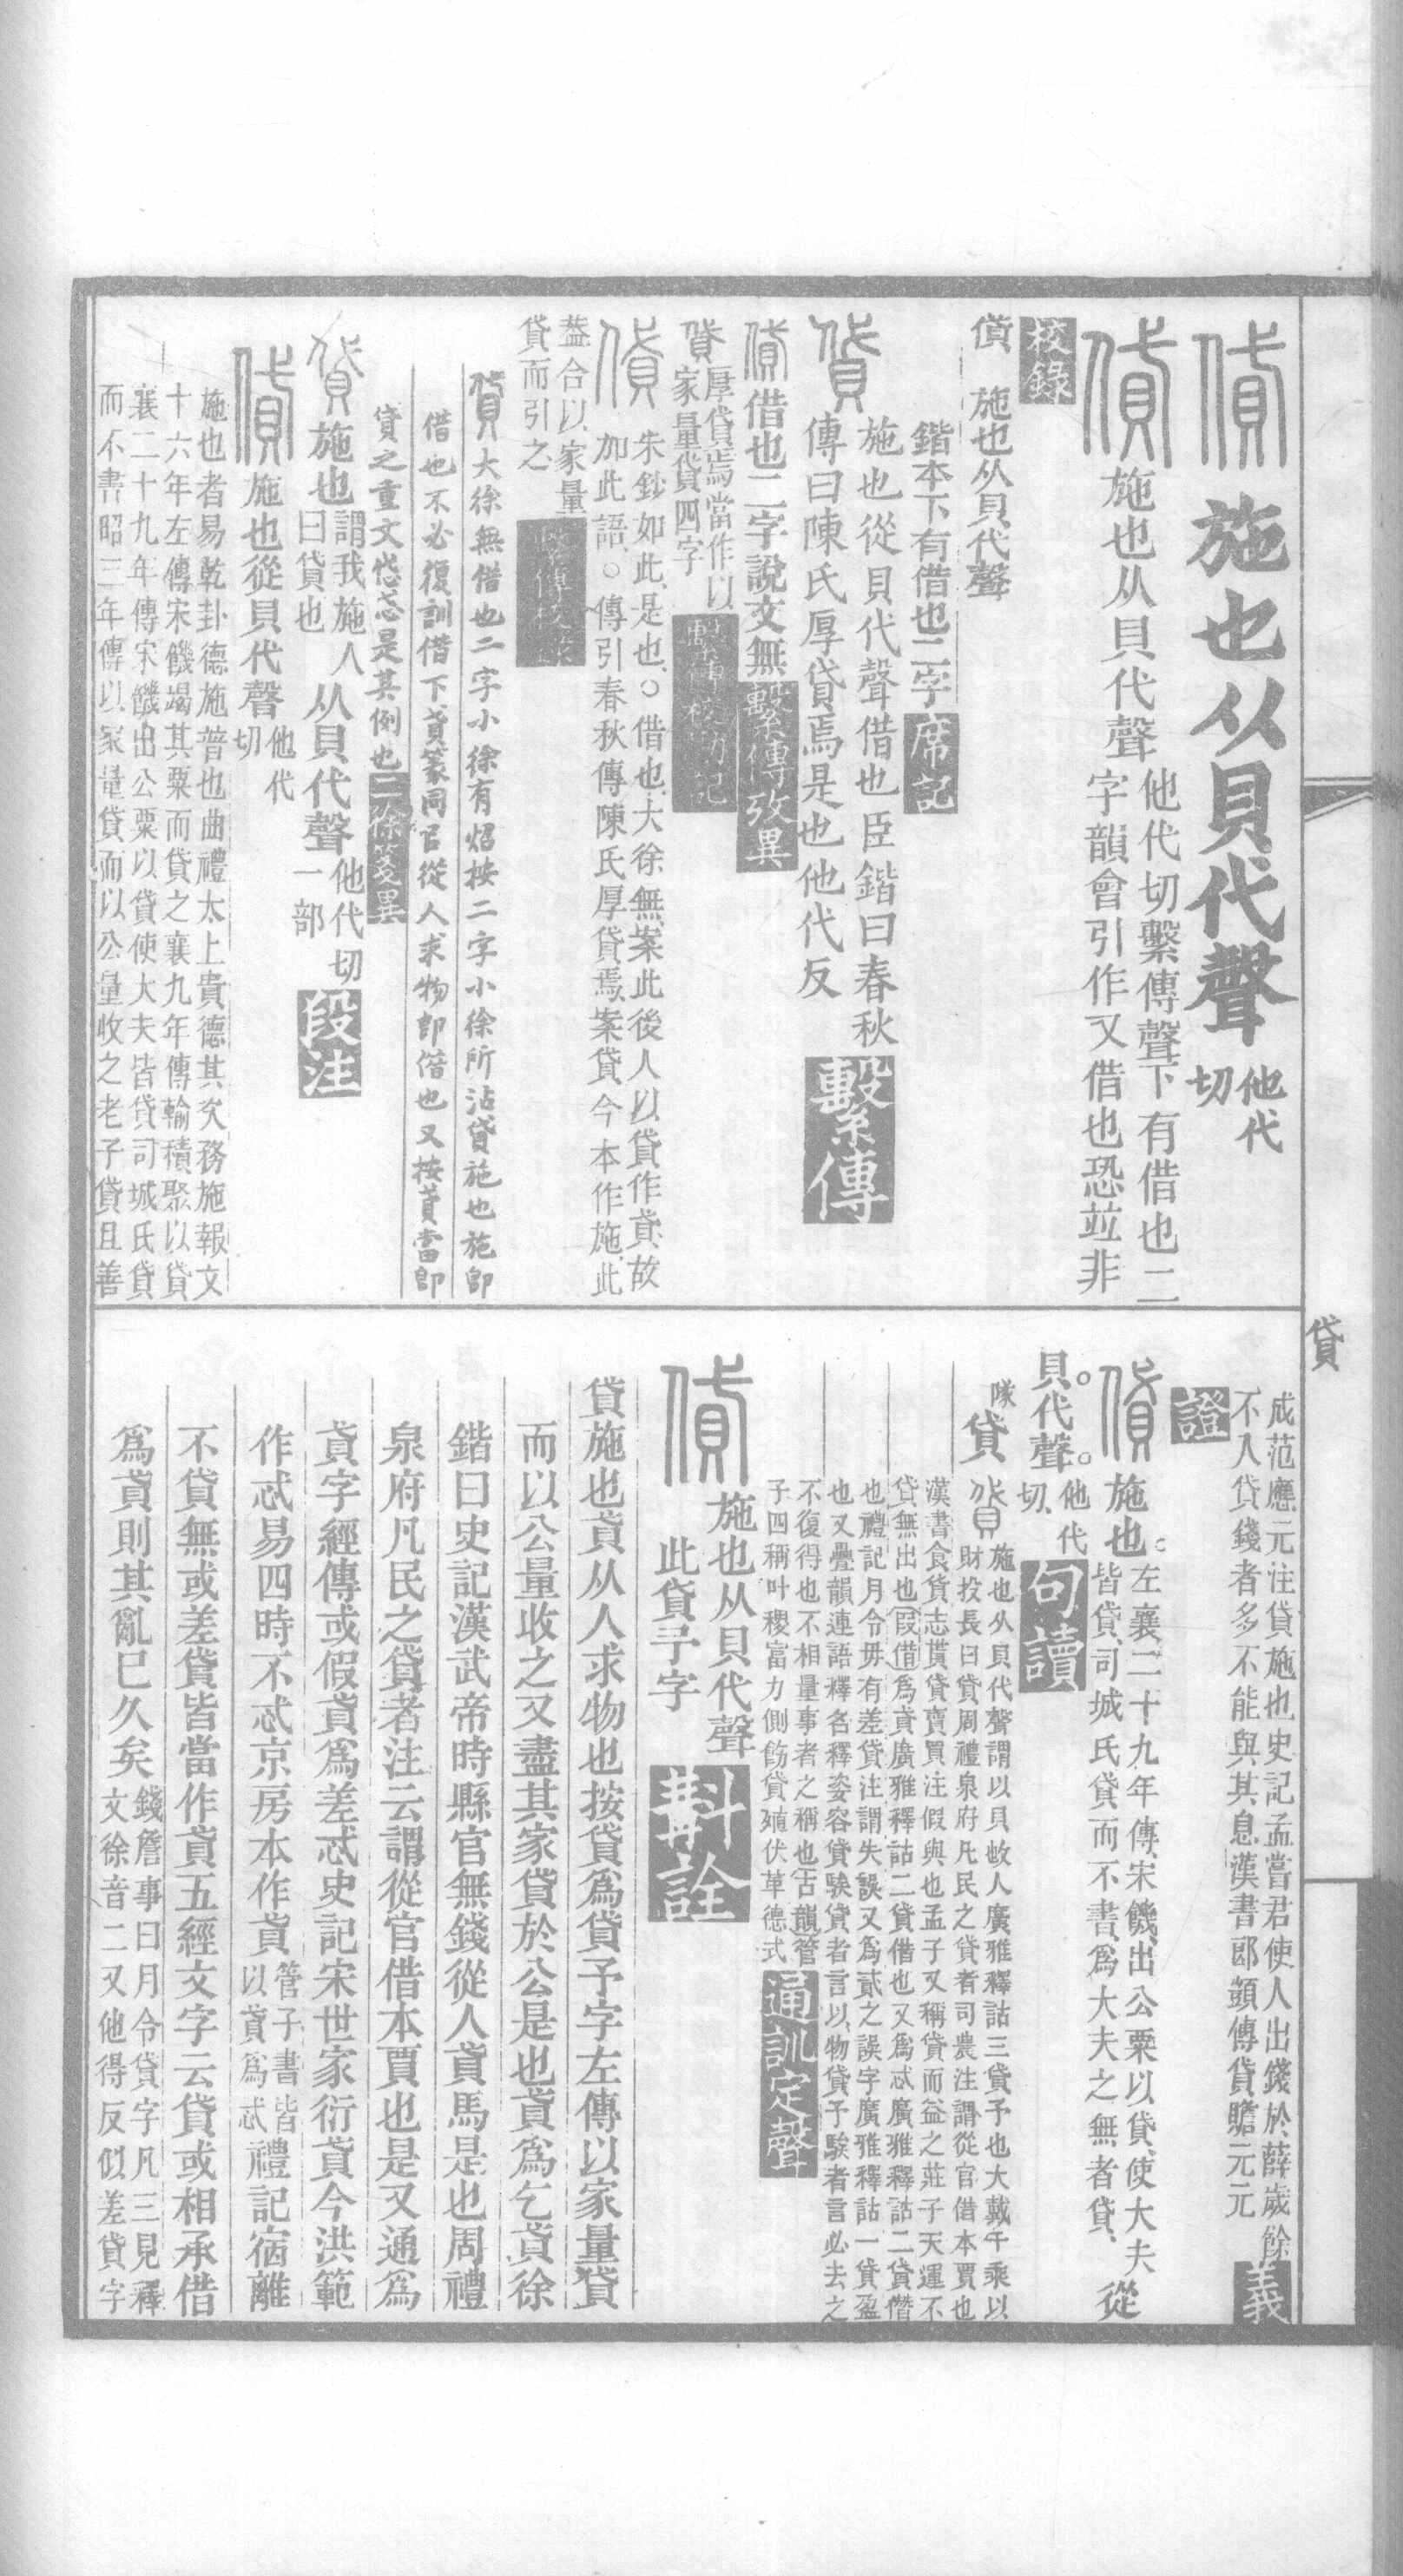 貸 施也从貝代聲 他代切
貸 施也从貝代聲 他代切繫傳聲下有借也二
字韻會引作又借也恐並非
校錄
貸 施也从貝代聲
鍇本下有借也二字 席記
貸 施也從貝代聲借也臣鍇曰春秋
傳曰陳氏厚貸焉是也他代反 繫傳
貸 借也二字說文無 繫傳攷異
貸 厚貸焉當作以
家量貸四字
貸 朱鈔如此是也○借也大徐無案此後人以貸作貣故
加此語○傳引春秋傳陳氏厚貸焉案貸今本作施此
葢合以家量
貸而引之
貸 大徐無借也二字小徐有炤按二字小徐所沾貸施也施卽
借也不必復訓借下貣篆同言從人求物卽借也又按貣當卽
貸之重文岱忒是其例也 二徐箋異
貸 施也 謂我施人
曰貸也 从貝代聲 他代切
一部 段注
貸 施也從貝代聲 他代
切
施也者易乾卦德施普也曲禮太上貴德其次務施報文
十六年左傳宋饑竭其粟而貸之襄九年傳輸積聚以貸
襄二十九年傳宋饑出公粟以貸使大夫皆貸司城氏貸
而不書昭三年傳以家量貸而以公量收之老子貸且善
貸
成范應元注貸施也史記孟嘗君使人出錢於薛歲餘
不入貸錢者多不能與其息漢書郊頭傳貸贍元元 義
證
貸 施也 左襄二十九年傳宋饑出公粟以貸使大夫
皆貸司城氏貸而不書爲大夫之無者貸 從
貝代聲 他代
切 句讀
隊 貸 貸 施也从貝代聲謂以貝敀人廣雅釋詁三貸予也大戴千乘以
財投長曰貸周禮泉府凡民之貸者司農注謂從官借本賈也
漢書食貨志貰貸賣買注假與也孟子又稱貸而益之莊子天運不
貸無出也叚借爲貣廣雅釋詁二貸借也又爲忒廣雅釋詁二貸僭
也禮記月令毋有差貸注謂失誤又爲貳之誤字廣雅釋詁一貸盈
也又疊韻連語釋名釋姿容貸騃貸者言以物貸予騃者言必去之
不復得也不相量事者之稱也古韻管
子四稱叶稷富力側飭貸殖伏革德式 通訓定聲
貸 施也从貝代聲
此貸予字 斠詮
貸施也貣从人求物也按貸爲貸予字左傳以家量貸
而以公量收之又盡其家貸於公是也貣爲乞貣徐
鍇曰史記漢武帝時縣官無錢從人貣馬是也周禮
泉府凡民之貸者注云謂從官借本賈也是又通爲
貣字經傳或假貣爲差忒史記宋世家衍貣今洪範
作忒易四時不忒京房本作貣 管子書皆
以貣爲忒 禮記宿離
不貸無或差貸皆當作貣五經文字云貸或相承借
爲貣則其亂已久矣 錢詹事曰月令貸字凡三見釋
文徐音二又他得反似差貸字